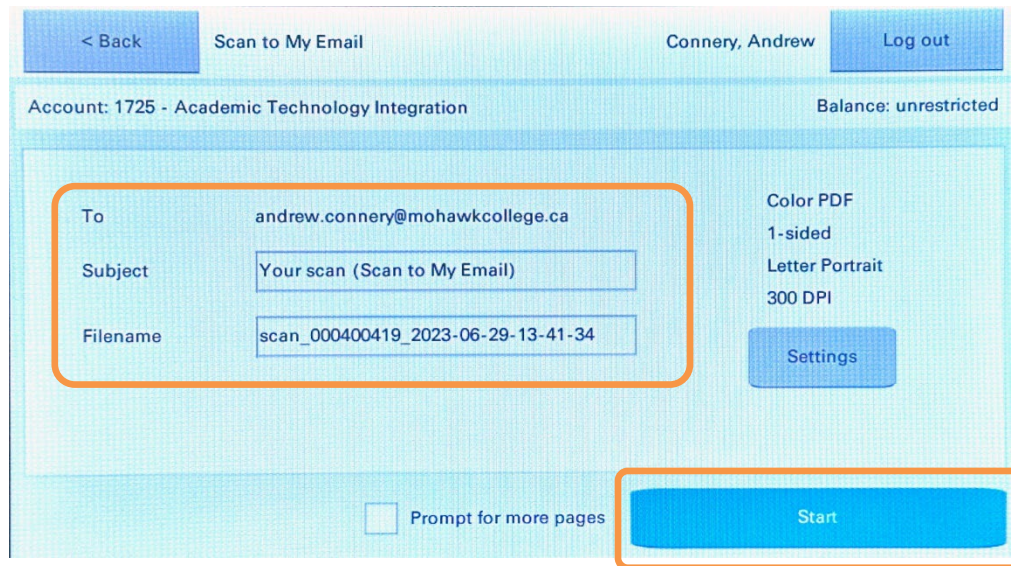 < Back Scan to My Email Connery, Andrew Log out
Account: 1725 - Academic Technology Integration Balance: unrestricted
To andrew.connery@mohawkcollege.ca
Subject Your scan (Scan to My Email)
Filename scan_000400419_2023-06-29-13-41-34
Color PDF
1-sided
Letter Portrait
300 DPI
Settings
Prompt for more pages Start